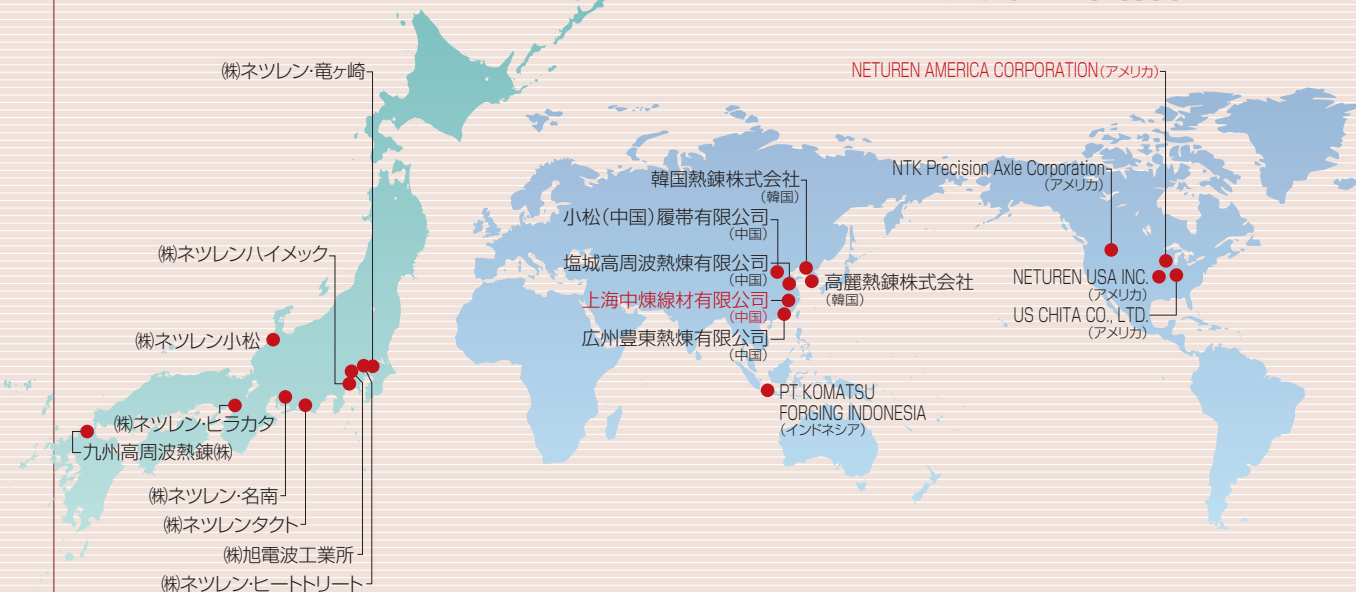 ㈱ネツレン・竜ヶ崎
㈱ネツレンハイメック
㈱ネツレン小松
㈱ネツレン・ヒラカタ
九州高周波熱錬㈱
㈱ネツレン・名南
㈱ネツレンタクト
㈱旭電波工業所
㈱ネツレン・ヒートトリート
韓国熱錬株式会社
(韓国)
小松(中国)履帯有限公司
(中国)
塩城高周波熱煉有限公司
(中国)
上海中煉線材有限公司
(中国)
広州豊東熱煉有限公司
(中国)
高麗熱錬株式会社
(韓国)
PT KOMATSU
FORGING INDONESIA
(インドネシア)
NETUREN AMERICA CORPORATION(アメリカ)
NTK Precision Axle Corporation
(アメリカ)
NETUREN USA INC.
(アメリカ)
US CHITA CO., LTD.
(アメリカ)